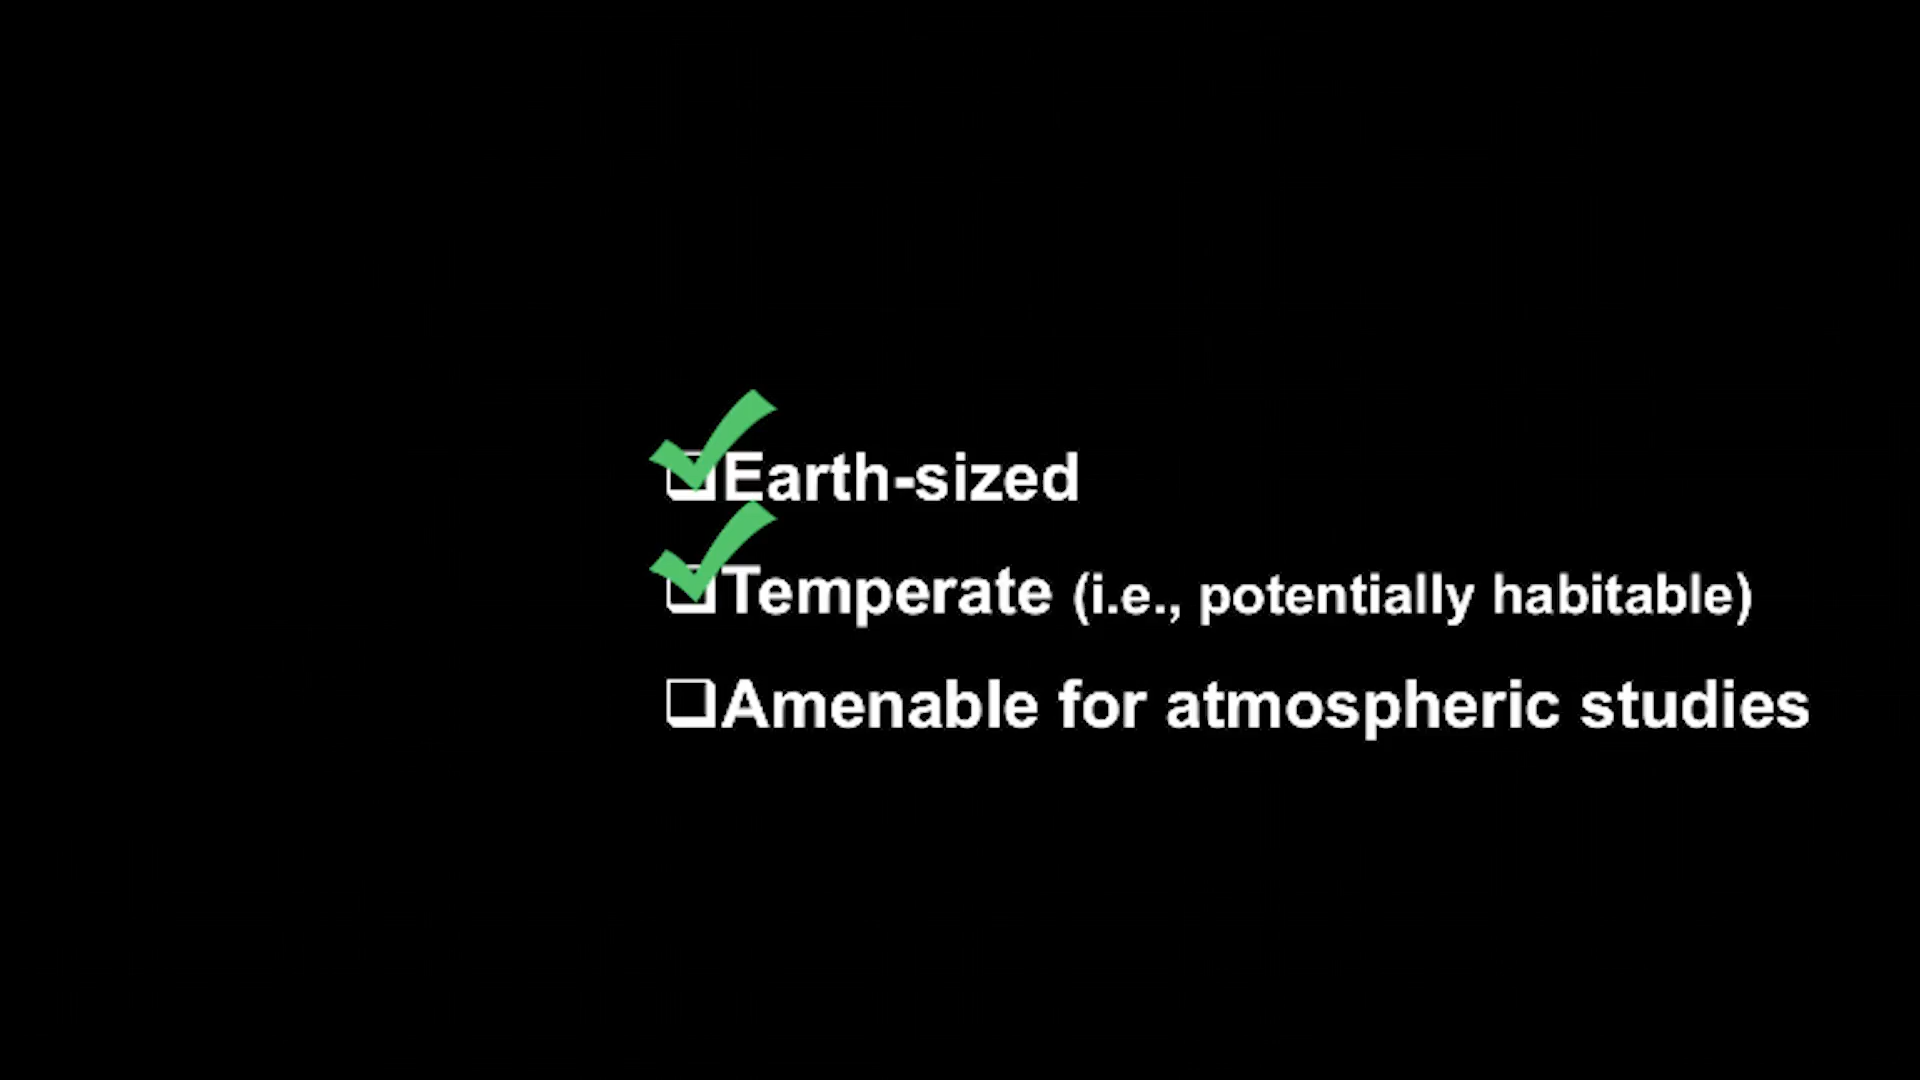 Earth-sized
Temperate (i.e., potentially habitable)
Amenable for atmospheric studies